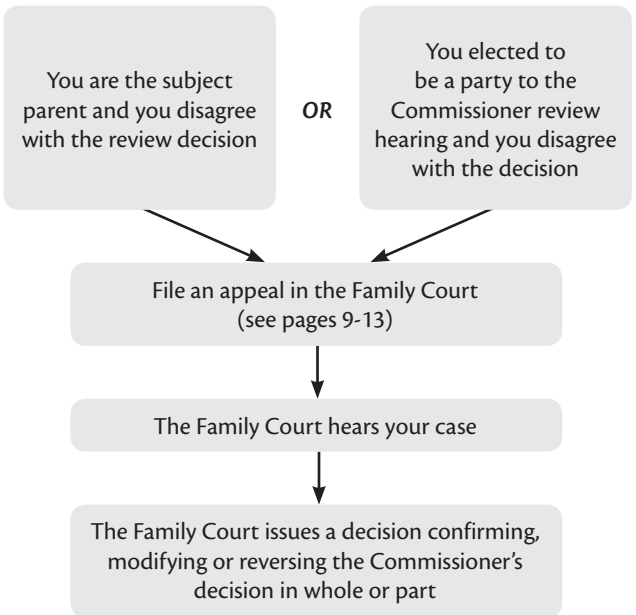 You are the subject
parent and you disagree
with the review decision
OR
You elected to
be a party to the
Commissioner review
hearing and you disagree
with the decision
File an appeal in the Family Court
(see pages 9-13)
The Family Court hears your case
The Family Court issues a decision confirming,
modifying or reversing the Commissioner’s
decision in whole or part